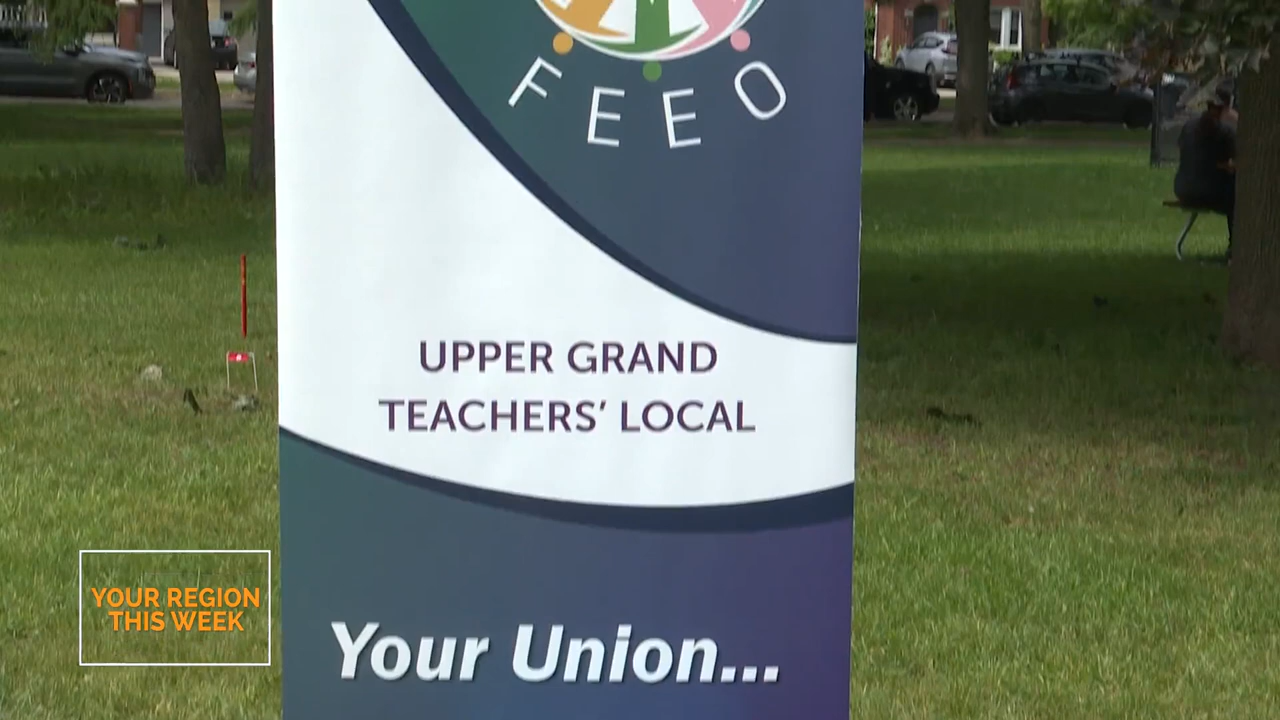 FEEO
UPPER GRAND
TEACHERS’ LOCAL
Your Union...
YOUR REGION
THIS WEEK